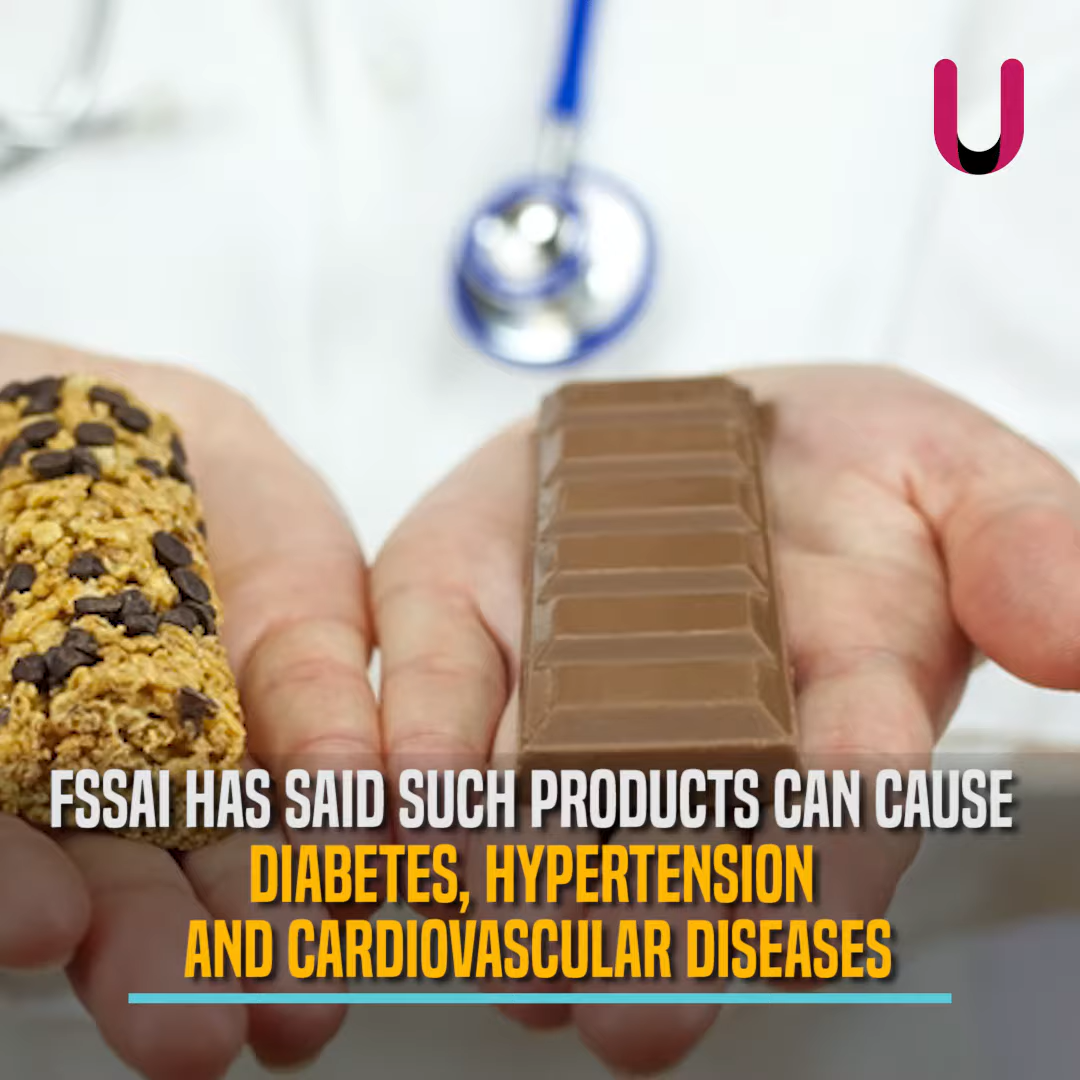 U
FSSAI HAS SAID SUCH PRODUCTS CAN CAUSE
DIABETES, HYPERTENSION
AND CARDIOVASCULAR DISEASES